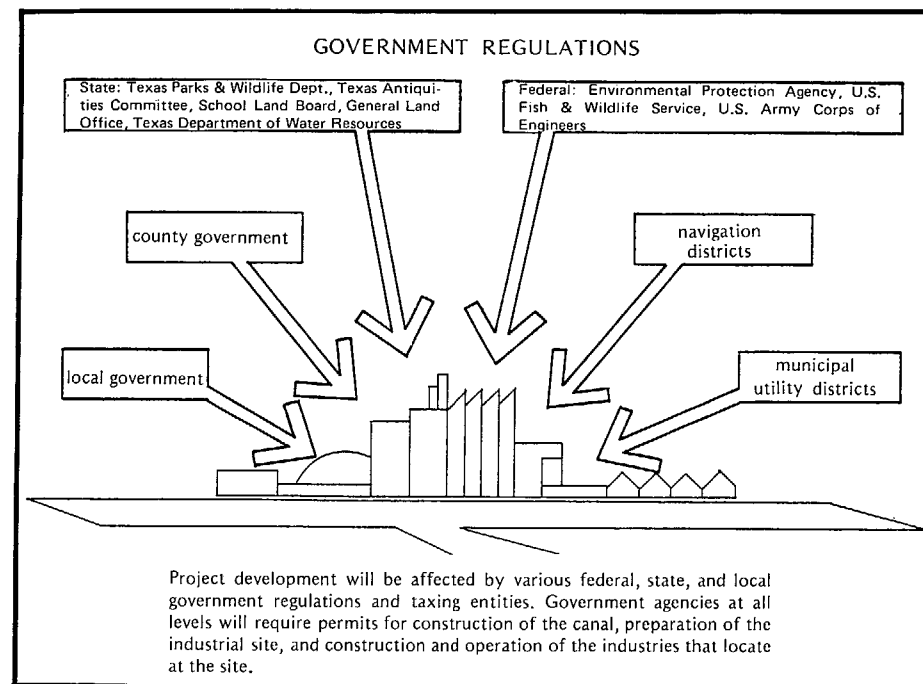 GOVERNMENT REGULATIONS
State: Texas Parks & Wildlife Dept., Texas Antiqui-
ties Committee, School Land Board, General Land
Office, Texas Department of Water Resources
Federal: Environmental Protection Agency, U.S.
Fish & Wildlife Service, U.S. Army Corps of
Engineers
county government
navigation
districts
local government
municipal
utility districts
Project development will be affected by various federal, state, and local
government regulations and taxing entities. Government agencies at all
levels will require permits for construction of the canal, preparation of the
industrial site, and construction and operation of the industries that locate
at the site.